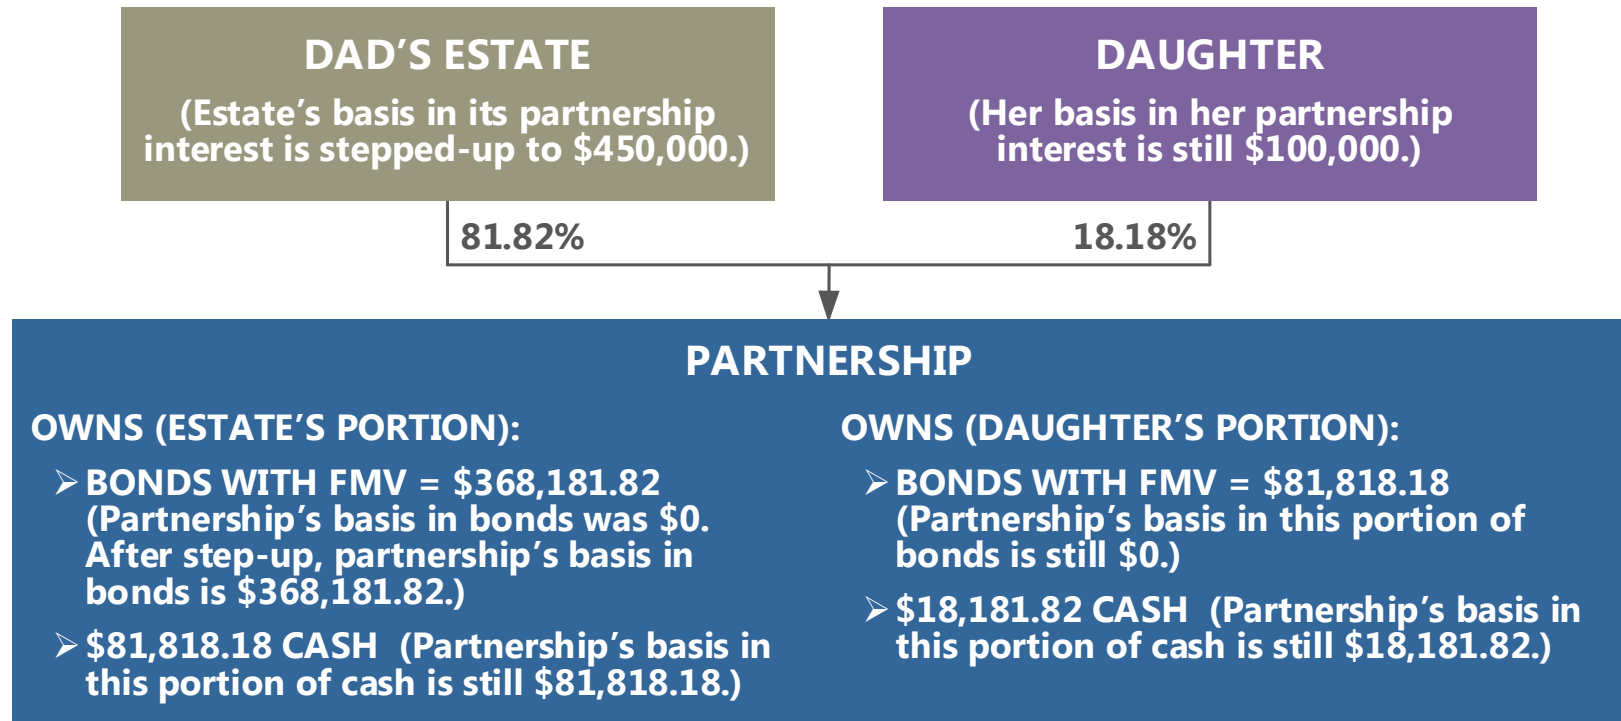 DAD’S ESTATE
(Estate’s basis in its partnership
interest is stepped-up to $450,000.)
DAUGHTER
(Her basis in her partnership
interest is still $100,000.)
81.82%
18.18%
PARTNERSHIP
OWNS (ESTATE’S PORTION):
➢ BONDS WITH FMV = $368,181.82
(Partnership’s basis in bonds was $0.
After step-up, partnership’s basis in
bonds is $368,181.82.)
➢ $81,818.18 CASH (Partnership’s basis in
this portion of cash is still $81,818.18.)
OWNS (DAUGHTER’S PORTION):
➢ BONDS WITH FMV = $81,818.18
(Partnership’s basis in this portion of
bonds is still $0.)
➢ $18,181.82 CASH (Partnership’s basis in
this portion of cash is still $18,181.82.)